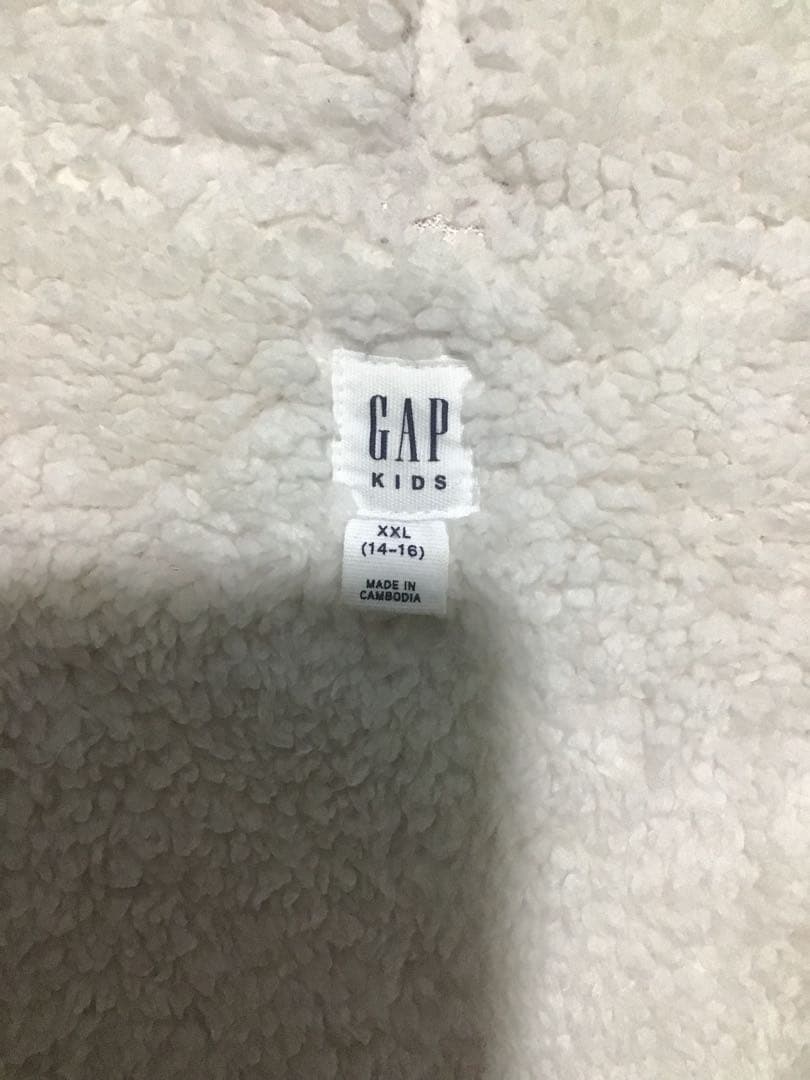 GAP
KIDS
XXL
(14-16)
MADE IN
CAMBODIA